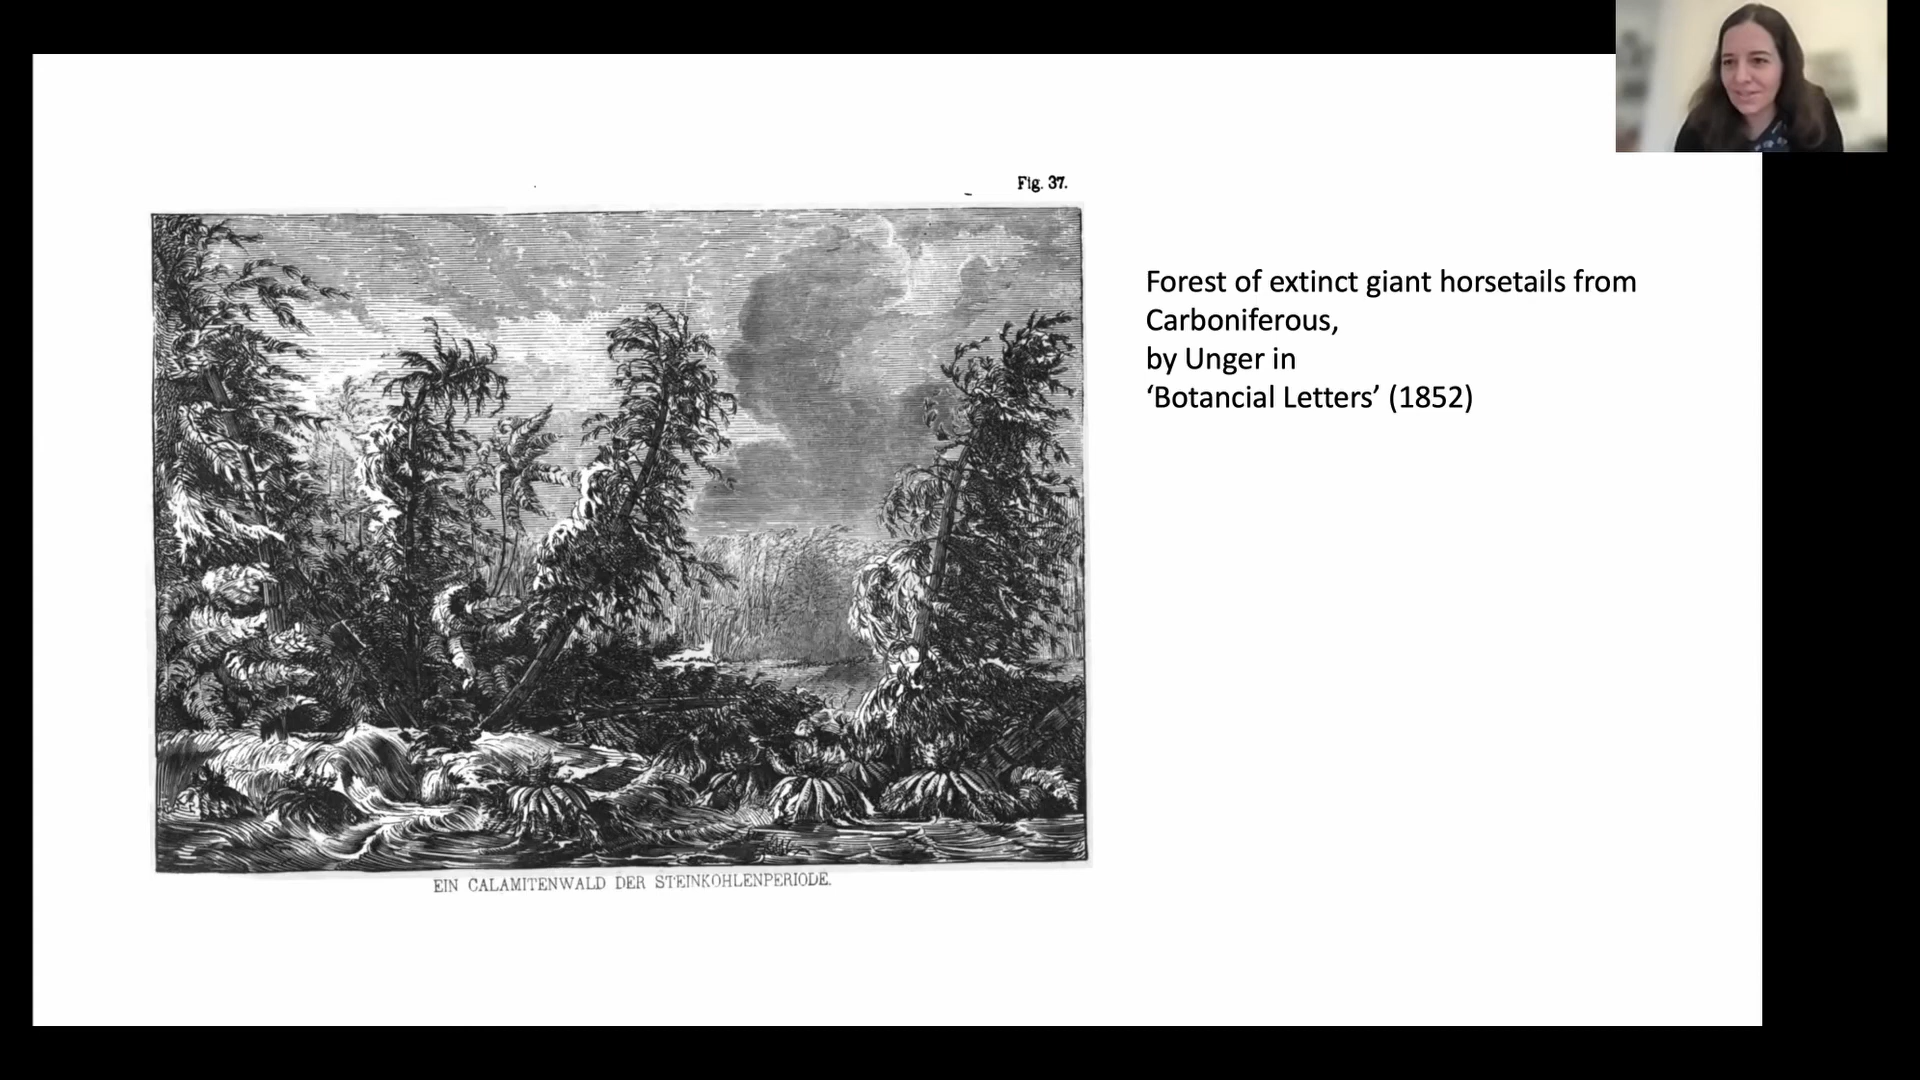 Fig. 37.
EIN CALAMITENWALD DER STEINKOHLENPERIODE.
Forest of extinct giant horsetails from
Carboniferous,
by Unger in
‘Botancial Letters’ (1852)